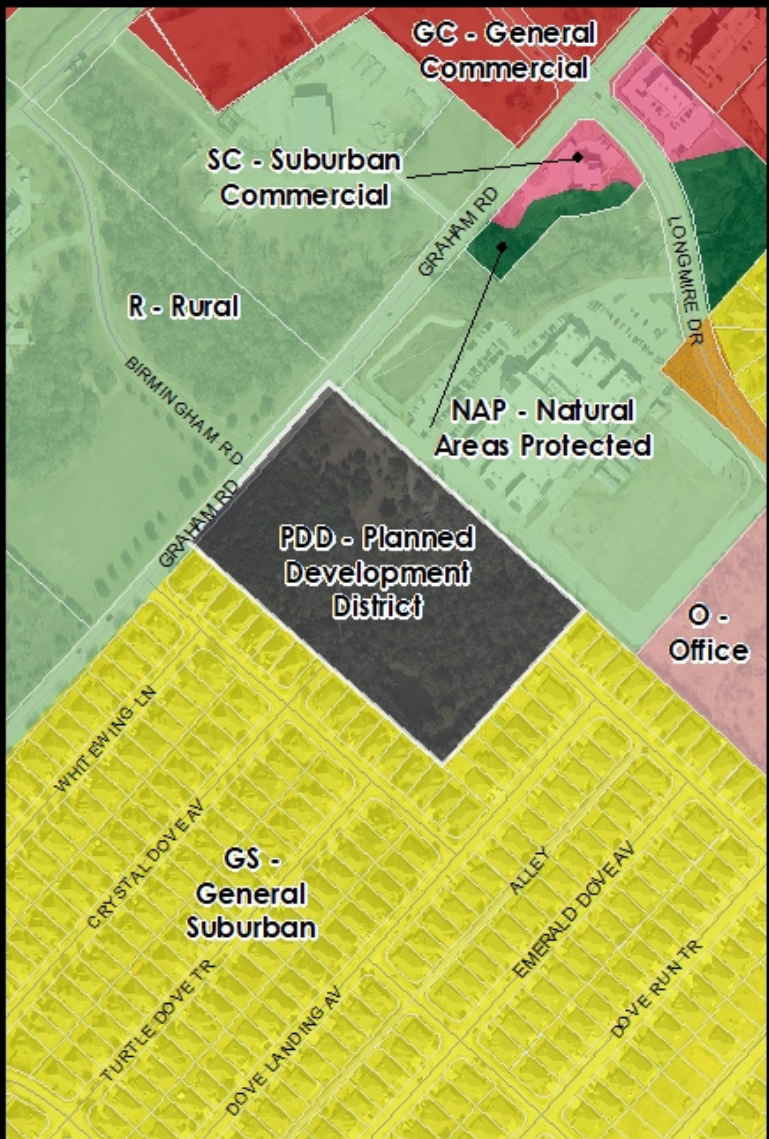 GC - General
Commercial
SC - Suburban
Commercial
GRAHAM RD
LONGMIRE DR
R - Rural
BIRMINGHAM RD
NAP - Natural
Areas Protected
GRAHAM RD
PDD - Planned
Development
District
O -
Office
WHITEWING LN
CRYSTAL DOVE AV
GS -
General
Suburban
ALLEY
EMERALD DOVE AV
TURTLE DOVE TR
DOVE LANDING AV
DOVE RUN TR